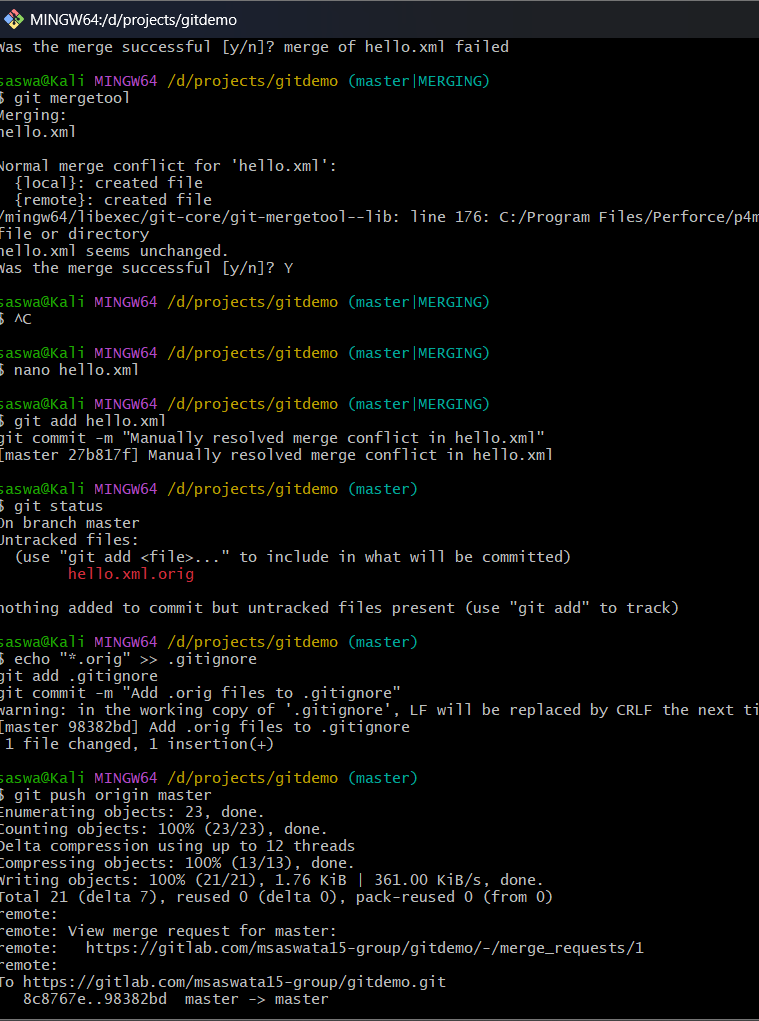 MINGW64:/d/projects/gitdemo
Was the merge successful [y/n]? merge of hello.xml failed
saswa@Kali MINGW64 /d/projects/gitdemo (master|MERGING)
$ git mergetool
Merging:
hello.xml
Normal merge conflict for 'hello.xml':
{local}: created file
{remote}: created file
/mingw64/libexec/git-core/git-mergetool--lib: line 176: C:/Program Files/Perforce/p4m
file or directory
hello.xml seems unchanged.
Was the merge successful [y/n]? Y
saswa@Kali MINGW64 /d/projects/gitdemo (master|MERGING)
$ ^C
saswa@Kali MINGW64 /d/projects/gitdemo (master|MERGING)
$ nano hello.xml
saswa@Kali MINGW64 /d/projects/gitdemo (master|MERGING)
$ git add hello.xml
git commit -m "Manually resolved merge conflict in hello.xml"
[master 27b817f] Manually resolved merge conflict in hello.xml
saswa@Kali MINGW64 /d/projects/gitdemo (master)
$ git status
On branch master
Untracked files:
(use "git add <file>..." to include in what will be committed)
hello.xml.orig
nothing added to commit but untracked files present (use "git add" to track)
saswa@Kali MINGW64 /d/projects/gitdemo (master)
$ echo "*.orig" >> .gitignore
git add .gitignore
git commit -m "Add .orig files to .gitignore"
warning: in the working copy of '.gitignore', LF will be replaced by CRLF the next ti
[master 98382bd] Add .orig files to .gitignore
1 file changed, 1 insertion(+)
saswa@Kali MINGW64 /d/projects/gitdemo (master)
$ git push origin master
Enumerating objects: 23, done.
Counting objects: 100% (23/23), done.
Delta compression using up to 12 threads
Compressing objects: 100% (13/13), done.
Writing objects: 100% (21/21), 1.76 KiB | 361.00 KiB/s, done.
Total 21 (delta 7), reused 0 (delta 0), pack-reused 0 (from 0)
remote:
remote: View merge request for master:
remote:   https://gitlab.com/msaswata15-group/gitdemo/-/merge_requests/1
remote:
To https://gitlab.com/msaswata15-group/gitdemo.git
8c8767e..98382bd  master -> master